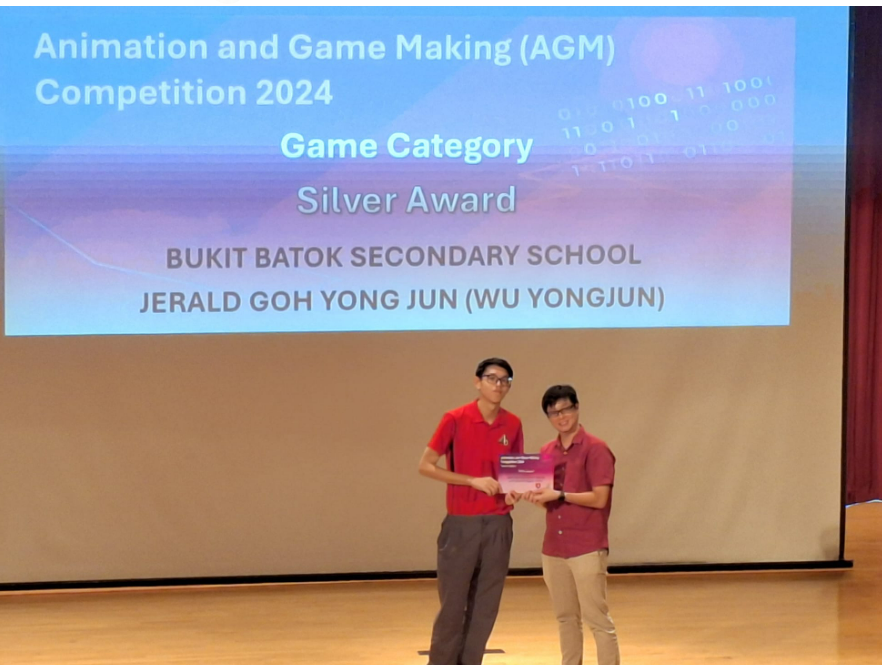 Animation and Game Making (AGM)
Competition 2024
Game Category
Silver Award
BUKIT BATOK SECONDARY SCHOOL
JERALD GOH YONG JUN (WU YONGJUN)